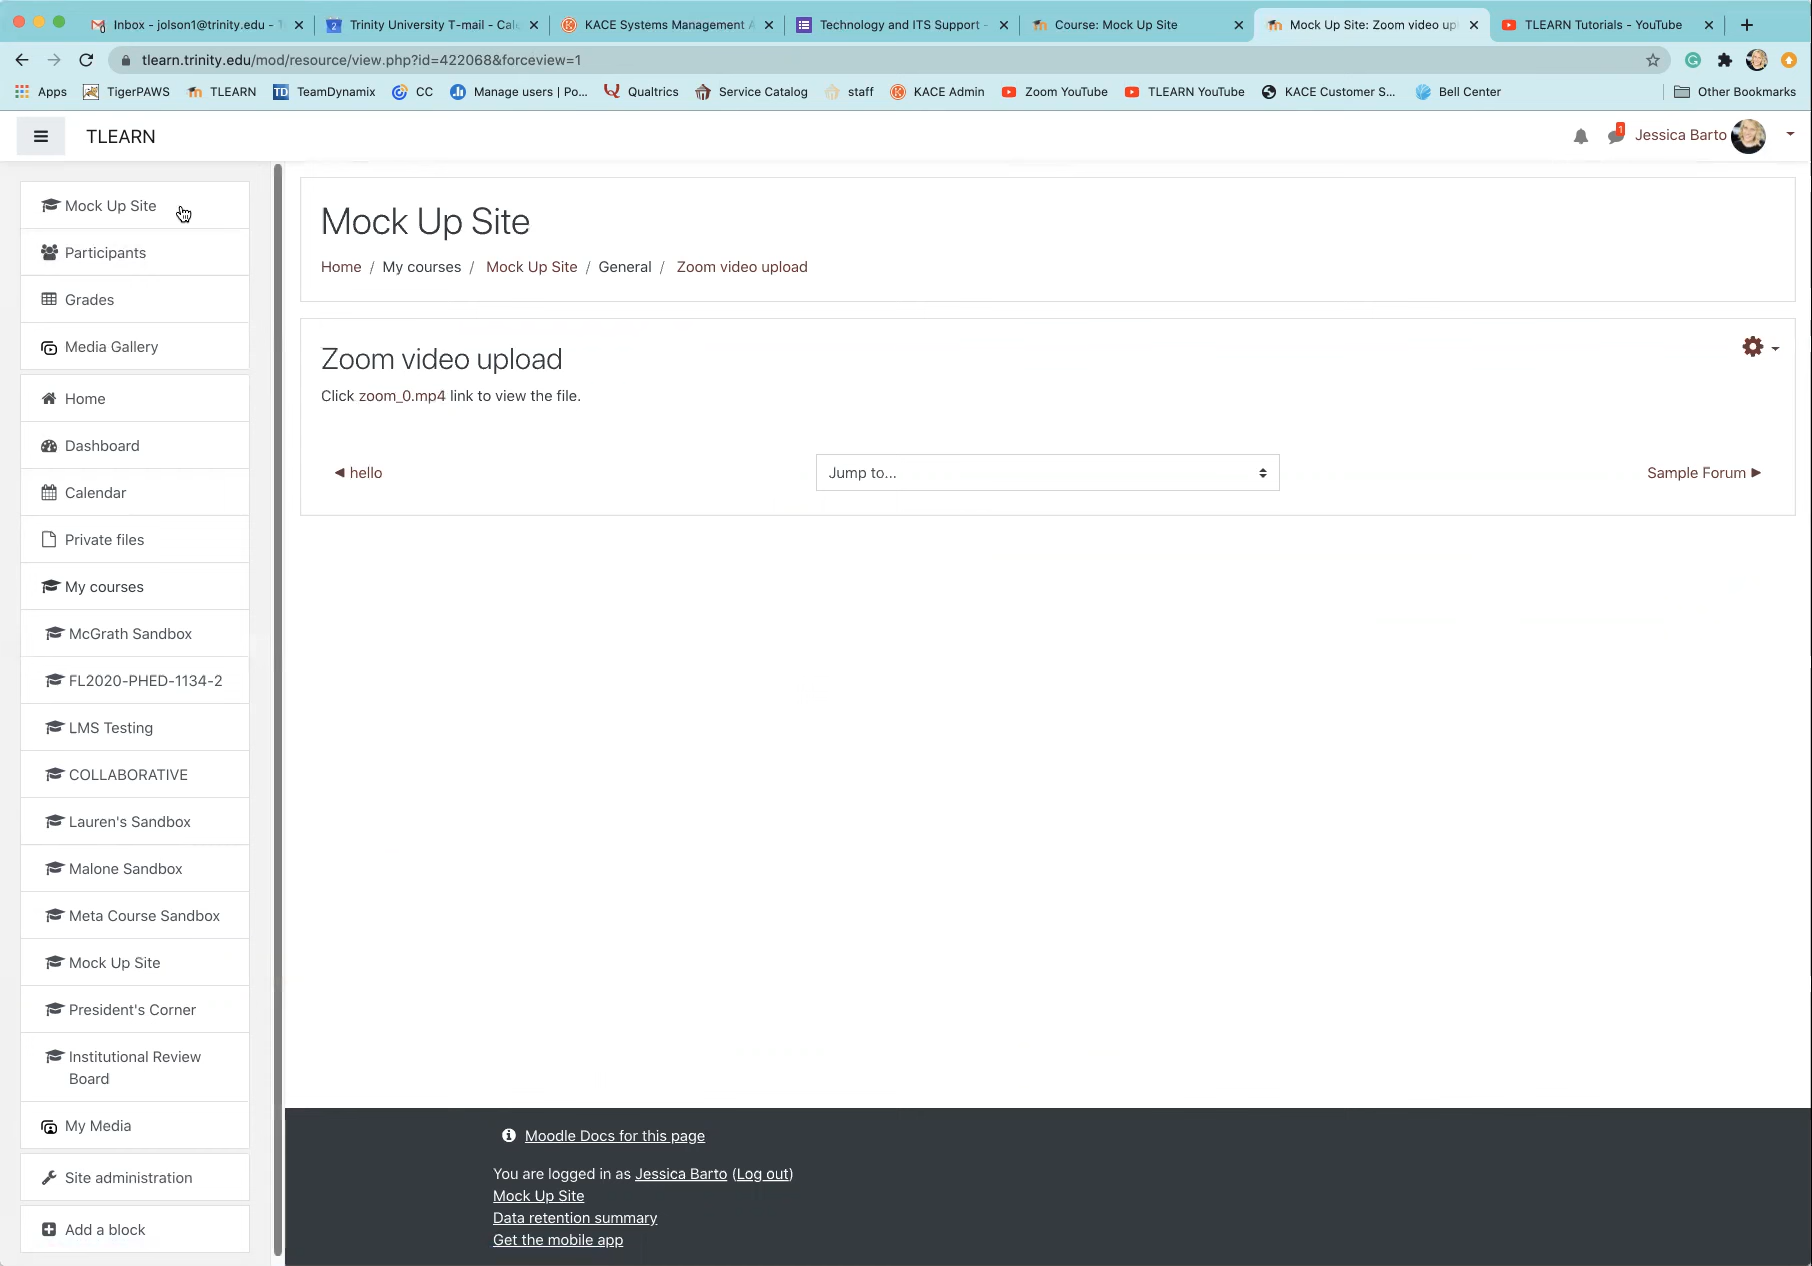 Inbox - jolson1@trinity.edu -
Trinity University T-mail - Cal
KACE Systems Management
Technology and ITS Support -
Course: Mock Up Site
Mock Up Site: Zoom video up
TLEARN Tutorials - YouTube
tlearn.trinity.edu/mod/resource/view.php?id=422068&forceview=1
Apps
TigerPAWS
TLEARN
TD TeamDynamix
CC
Manage users | Po...
Qualtrics
Service Catalog
staff
KACE Admin
Zoom YouTube
TLEARN YouTube
KACE Customer S...
Bell Center
Other Bookmarks
TLEARN
1
Jessica Barto
Mock Up Site
Participants
Grades
Media Gallery
Home
Dashboard
Calendar
Private files
My courses
McGrath Sandbox
FL2020-PHED-1134-2
LMS Testing
COLLABORATIVE
Lauren's Sandbox
Malone Sandbox
Meta Course Sandbox
Mock Up Site
President's Corner
Institutional Review
Board
My Media
Site administration
Add a block
Mock Up Site
Home / My courses / Mock Up Site / General / Zoom video upload
Zoom video upload
Click zoom_0.mp4 link to view the file.
◀ hello
Jump to...
Sample Forum ▶
Moodle Docs for this page
You are logged in as Jessica Barto (Log out)
Mock Up Site
Data retention summary
Get the mobile app